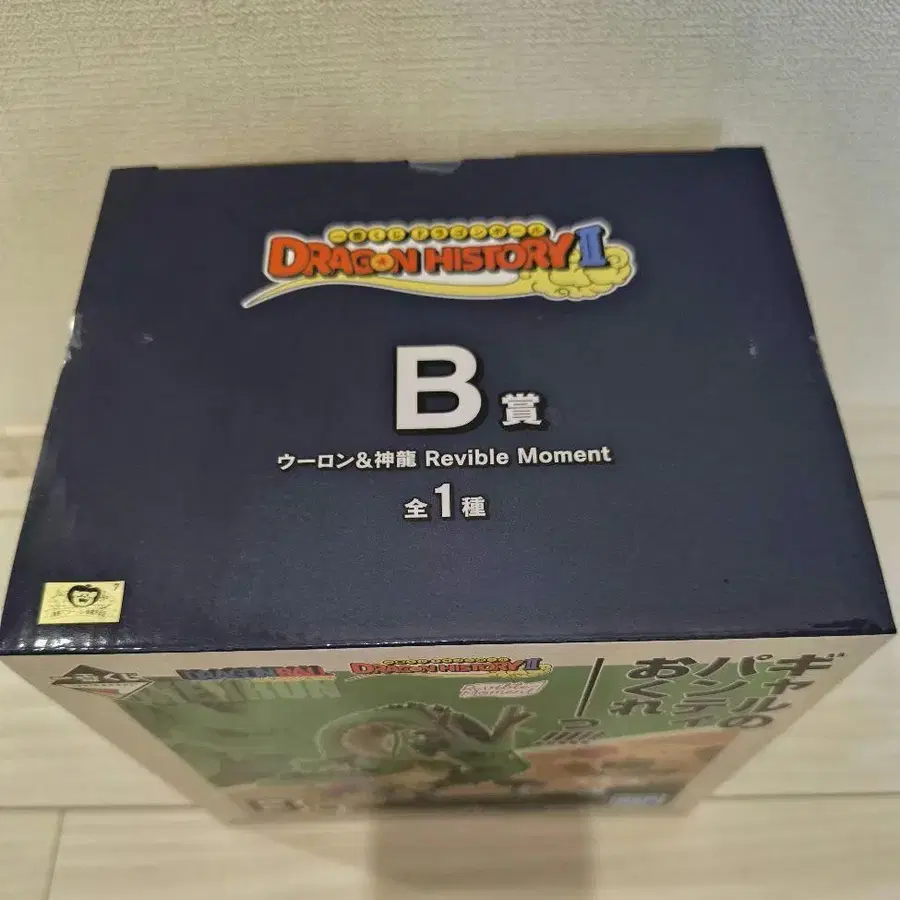 一番くじ ドラゴンボール
DRAGON HISTORY II
B賞
ウーロン&神龍 Revible Moment
全1種
DRAGON BALL
DRAGON HISTORY II
Revible Moment
ギャルの
パンティ
おくれ